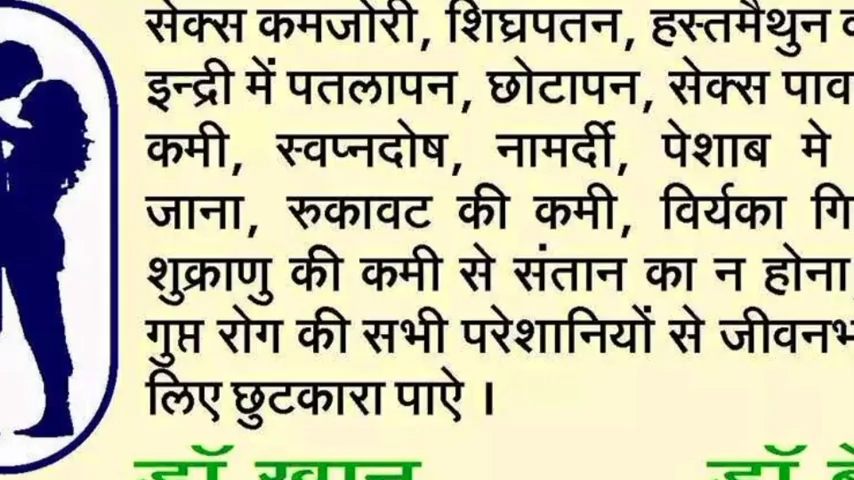 सेक्स कमजोरी, शिघ्रपतन, हस्तमैथुन
इन्द्री में पतलापन, छोटापन, सेक्स
कमी, स्वप्नदोष, नामर्दी, पेशाब मे
जाना, रुकावट की कमी, विर्यका
शुक्राणु की कमी से संतान का न होना,
गुप्त रोग की सभी परेशानियों से
लिए छुटकारा पाऐ ।
डॉ खान डॉ